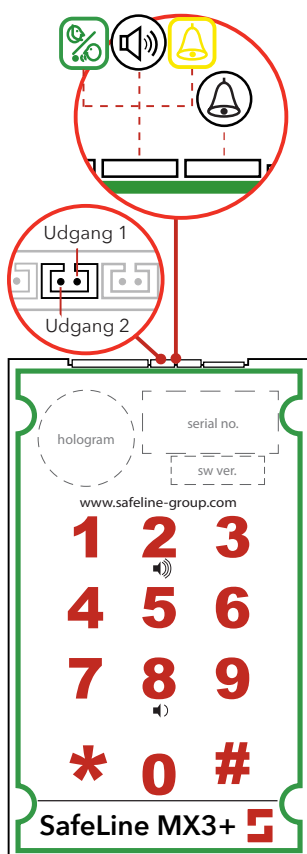 Udgang 1
Udgang 2
hologram
serial no.
sw ver.
www.safeline-group.com
1 2 3
4 5 6
7 8 9
* 0 #
SafeLine MX3+